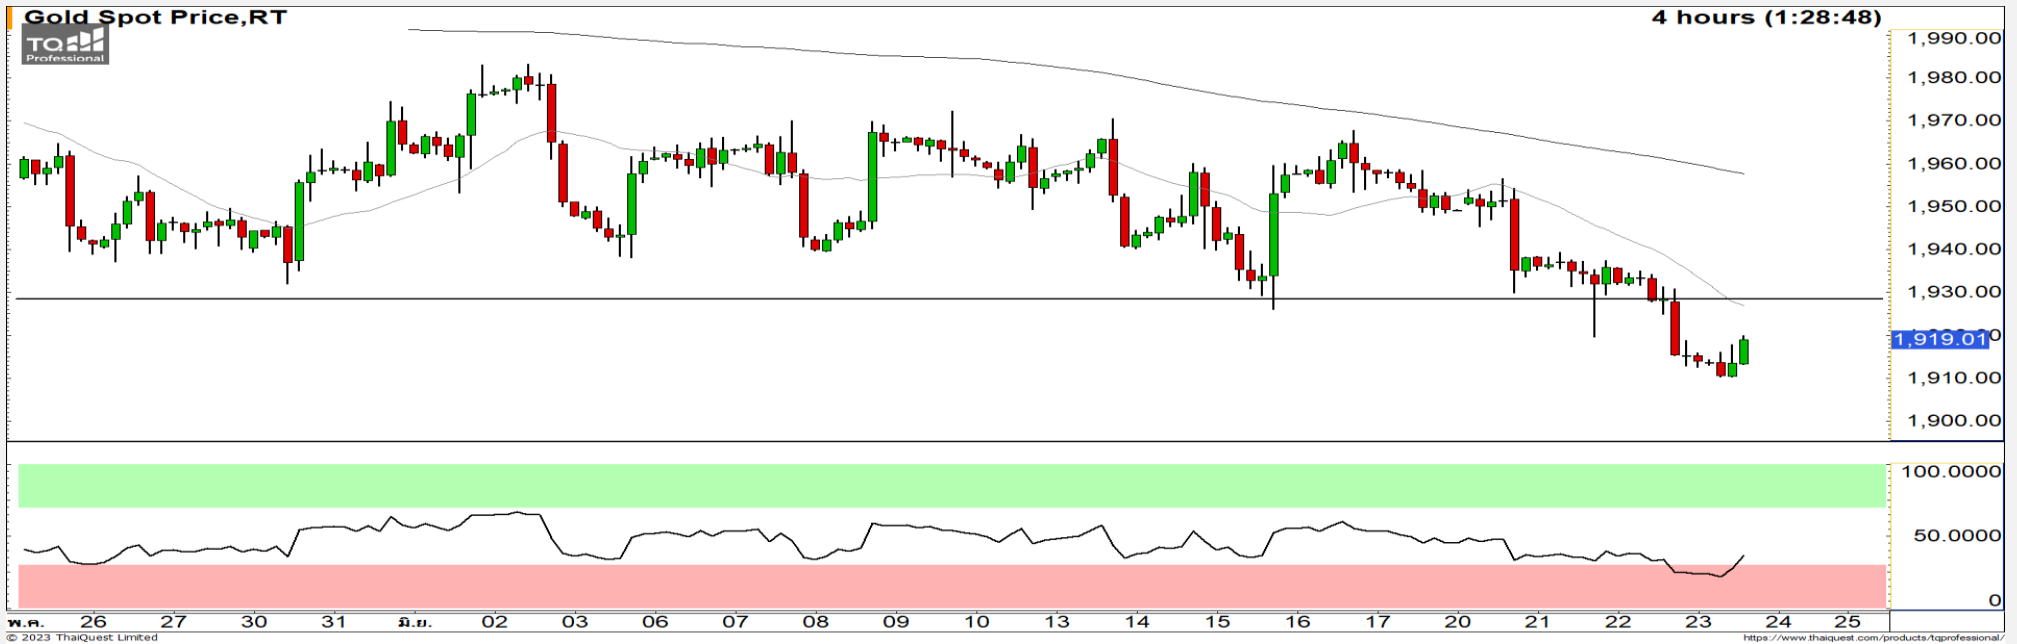 Gold Spot Price,RT
4 hours (1:28:48)
TQ
Professional
1,990.00
1,980.00
1,970.00
1,960.00
1,950.00
1,940.00
1,930.00
1,919.01
1,910.00
1,900.00
100.0000
50.0000
0
พ.ค. 26 27 30 31 มิ.ย. 02 03 06 07 08 09 10 13 14 15 16 17 20 21 22 23 24 25
© 2023 ThaiQuest Limited
https://www.thaiquest.com/products/tqprofessional/